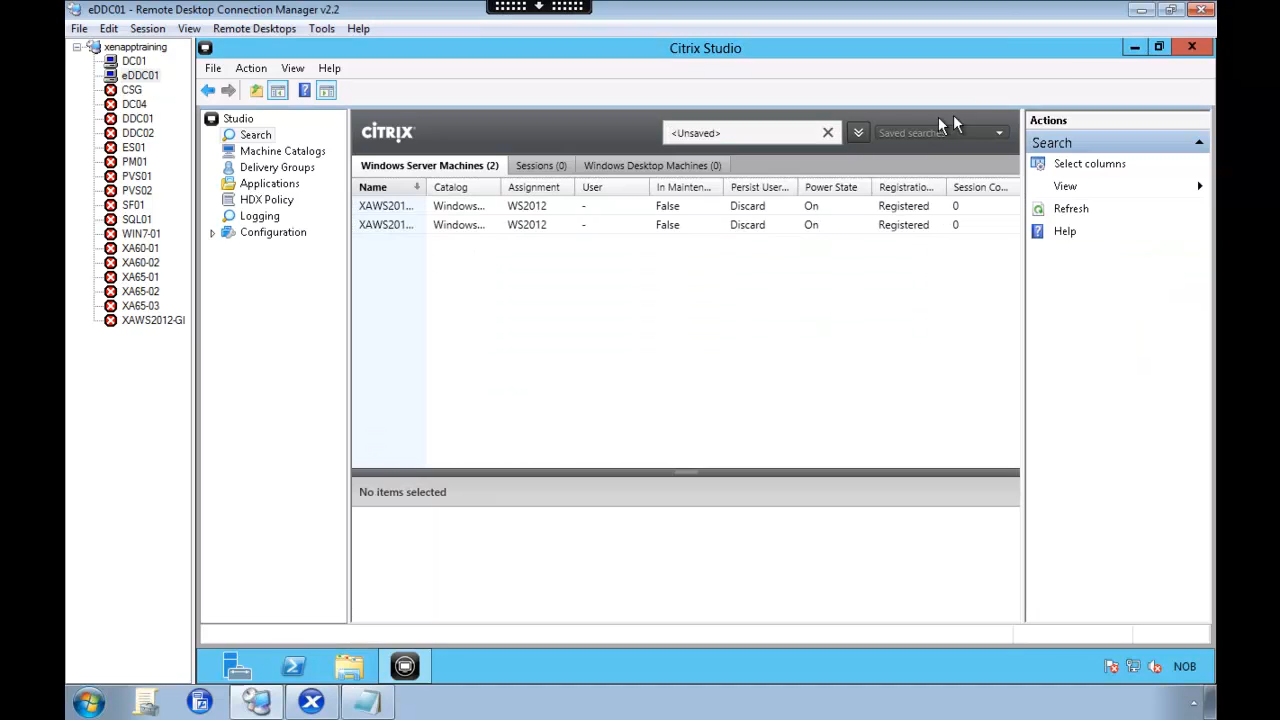 eDDC01 - Remote Desktop Connection Manager v2.2
File Edit Session View Remote Desktops Tools Help
xenapptraining
DC01
eDDC01
CSG
DC04
DDC01
DDC02
ES01
PM01
PVS01
PVS02
SF01
SQL01
WIN7-01
XA60-01
XA60-02
XA65-01
XA65-02
XA65-03
XAWS2012-GI
Citrix Studio
File Action View Help
Studio
Search
Machine Catalogs
Delivery Groups
Applications
HDX Policy
Logging
Configuration
CITRIX
<Unsaved>
Saved searches
Windows Server Machines (2) Sessions (0) Windows Desktop Machines (0)
Name Catalog Assignment User In Mainten... Persist User... Power State Registratio... Session Co...
XAWS201... Windows... WS2012 - False Discard On Registered 0
XAWS201... Windows... WS2012 - False Discard On Registered 0
No items selected
Actions
Search
Select columns
View
Refresh
Help
NOB